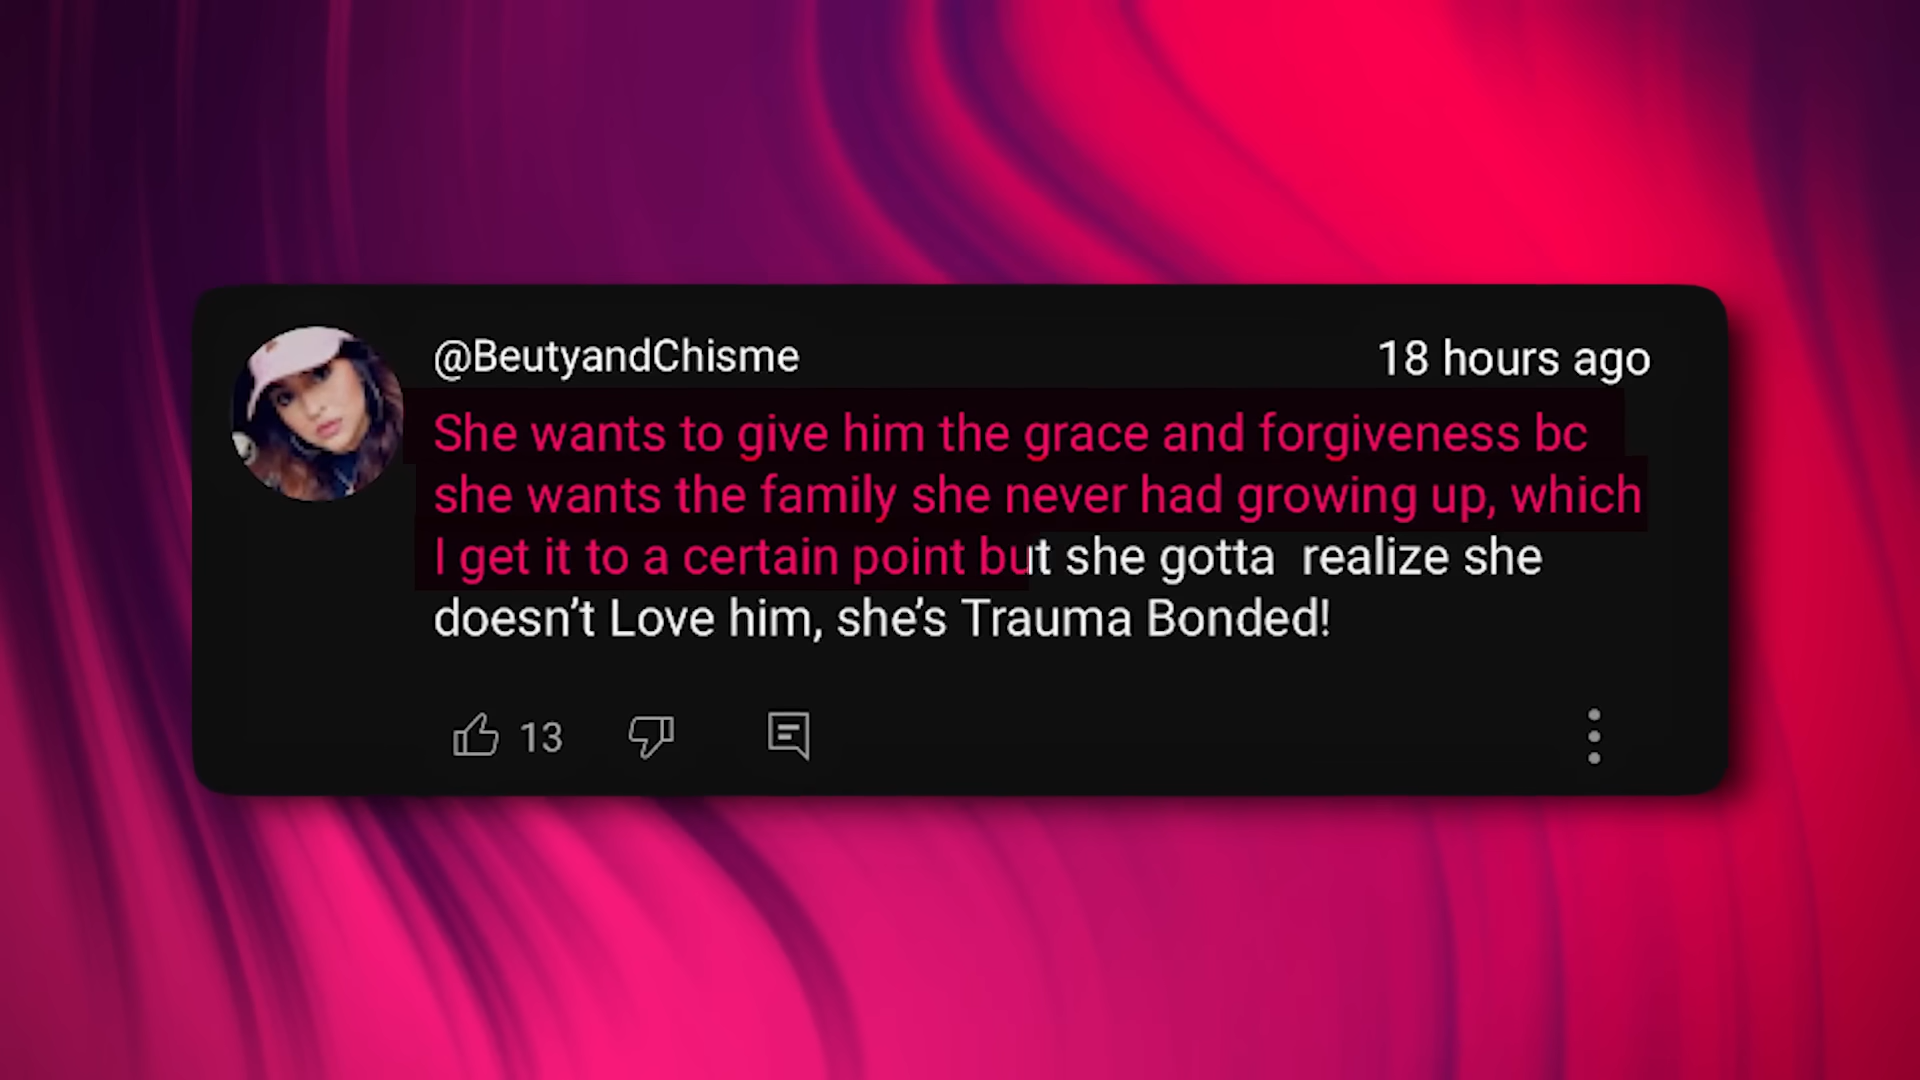 @BeutyandChisme
18 hours ago
She wants to give him the grace and forgiveness bc
she wants the family she never had growing up, which
I get it to a certain point but she gotta  realize she
doesn’t Love him, she’s Trauma Bonded!
13